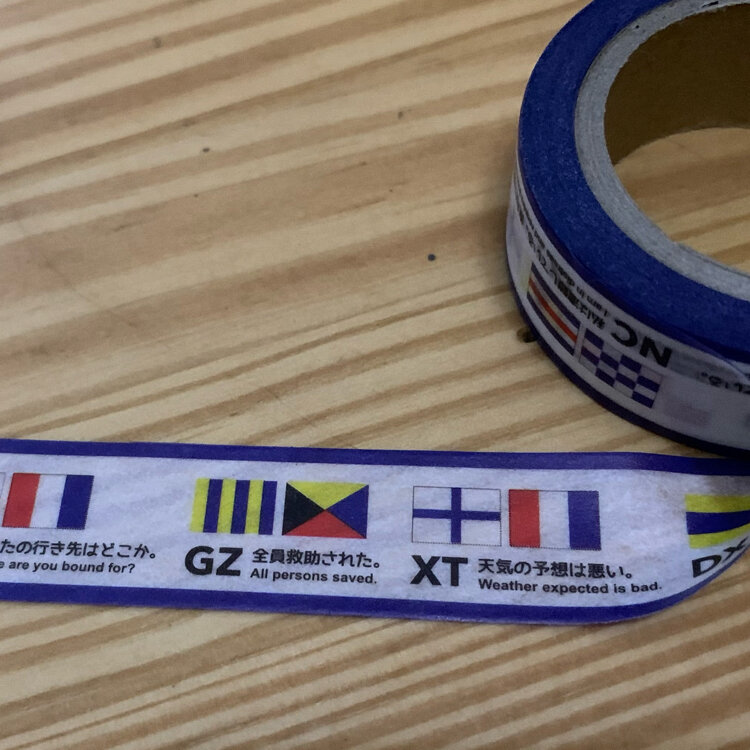 たの行き先はどこか。
are you bound for?
GZ 全員救助された。
All persons saved.
XT 天気の予想は悪い。
Weather expected is bad.
NC